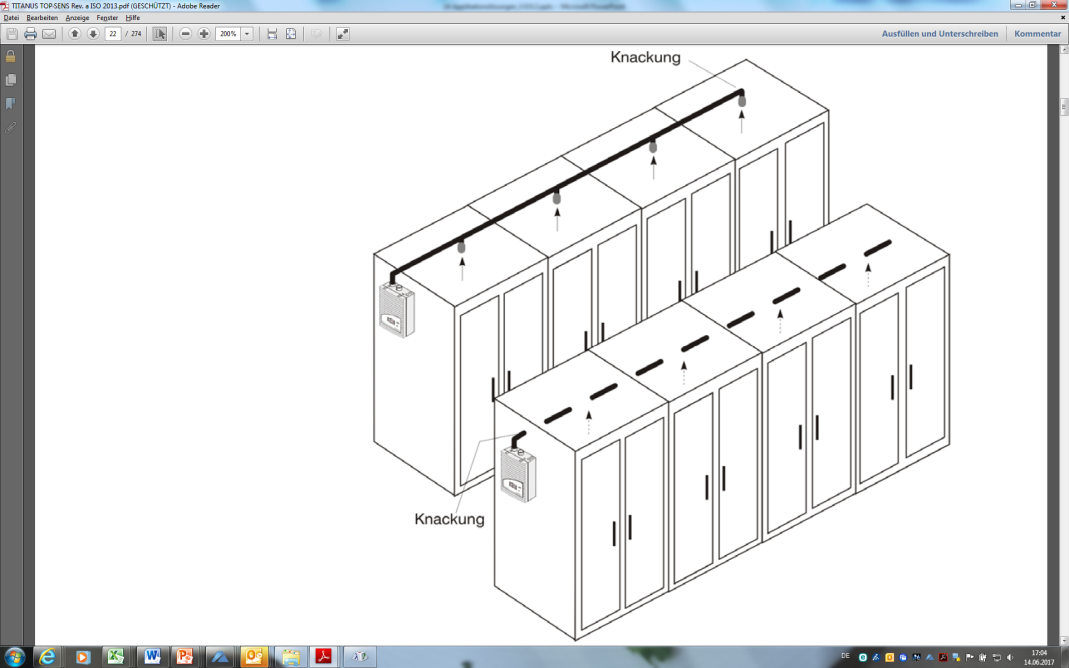 TITANUS TOP-SENS Rev. a ISO 2013.pdf (GESCHÜTZT) - Adobe Reader
Datei Bearbeiten Anzeige Fenster Hilfe
22 / 274
200%
Ausfüllen und Unterschreiben
Kommentar
Knackung
Knackung
DE
17:04
14.06.2017